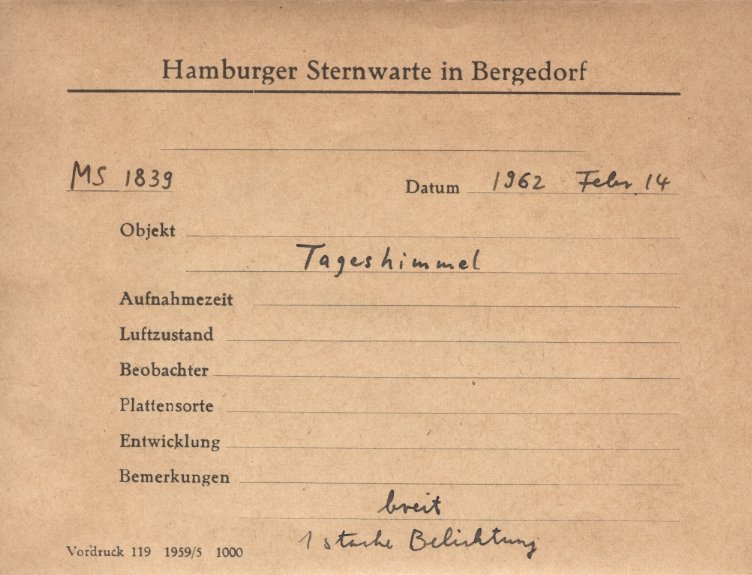 Hamburger Sternwarte in Bergedorf
MS 1839 Datum 1962 Febr. 14
Objekt
Tageshimmel
Aufnahmezeit
Luftzustand
Beobachter
Plattensorte
Entwicklung
Bemerkungen
breit
1 starke Belichtung
Vordruck 119 1959/5 1000